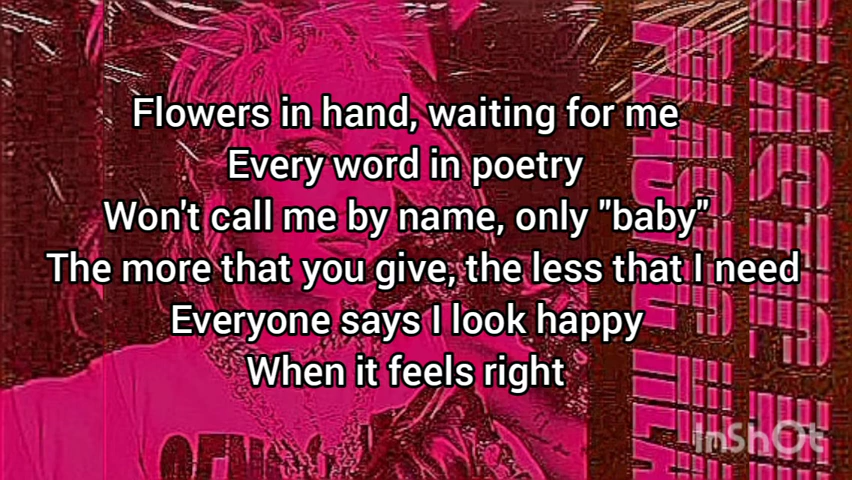 Flowers in hand, waiting for me
Every word in poetry
Won't call me by name, only "baby"
The more that you give, the less that I need
Everyone says I look happy
When it feels right
InShOt